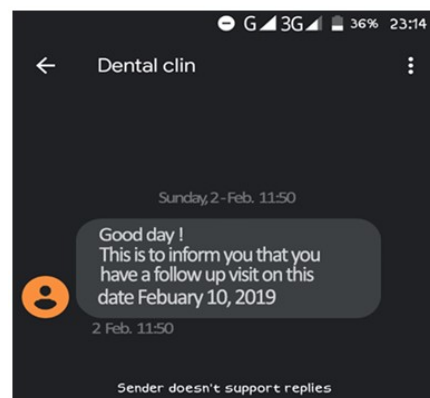 G 3G 36% 23:14
Dental clin
Sunday, 2-Feb. 11:50
Good day !
This is to inform you that you
have a follow up visit on this
date Febuary 10, 2019
2 Feb. 11:50
Sender doesn't support replies